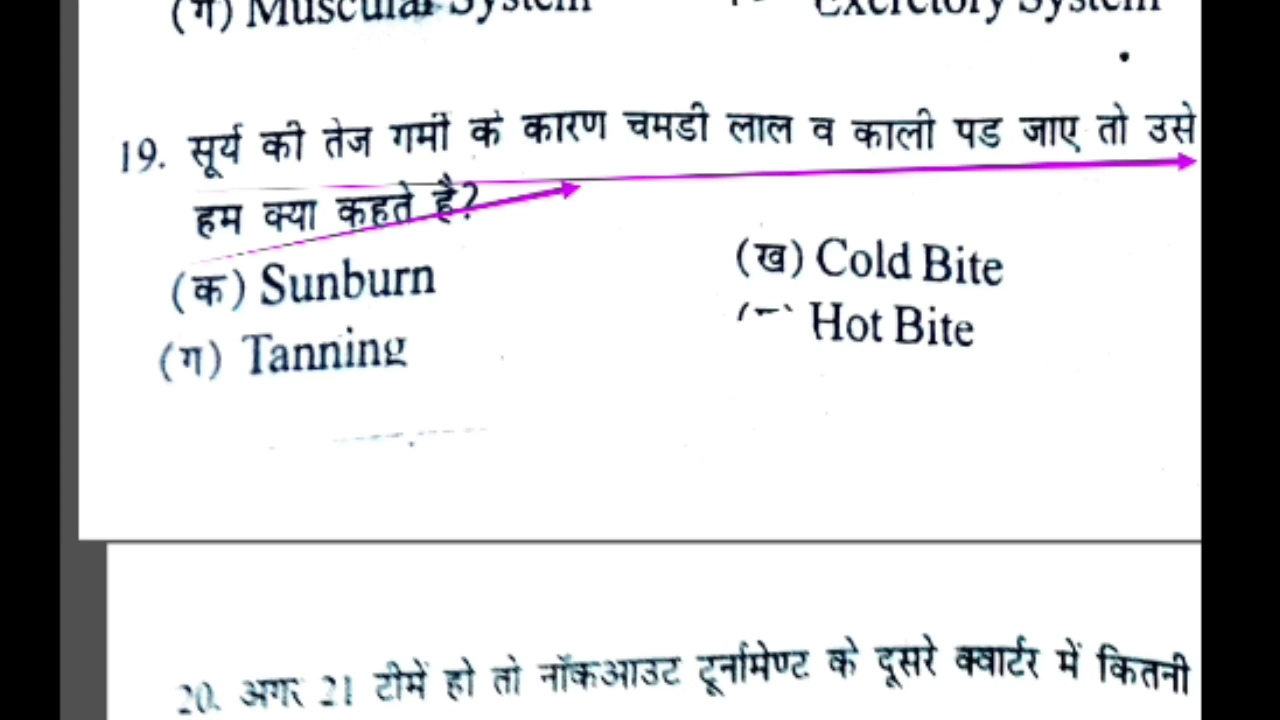 (ग) Muscular System Excretory System
19. सूर्य की तेज गर्मी के कारण चमडी लाल व काली पड जाए तो उसे
हम क्या कहते है?
(क) Sunburn (ख) Cold Bite
(ग) Tanning Hot Bite
20. अगर 21 टीमें हो तो नॉकआउट टूर्नामेण्ट के दूसरे क्वार्टर में कितनी